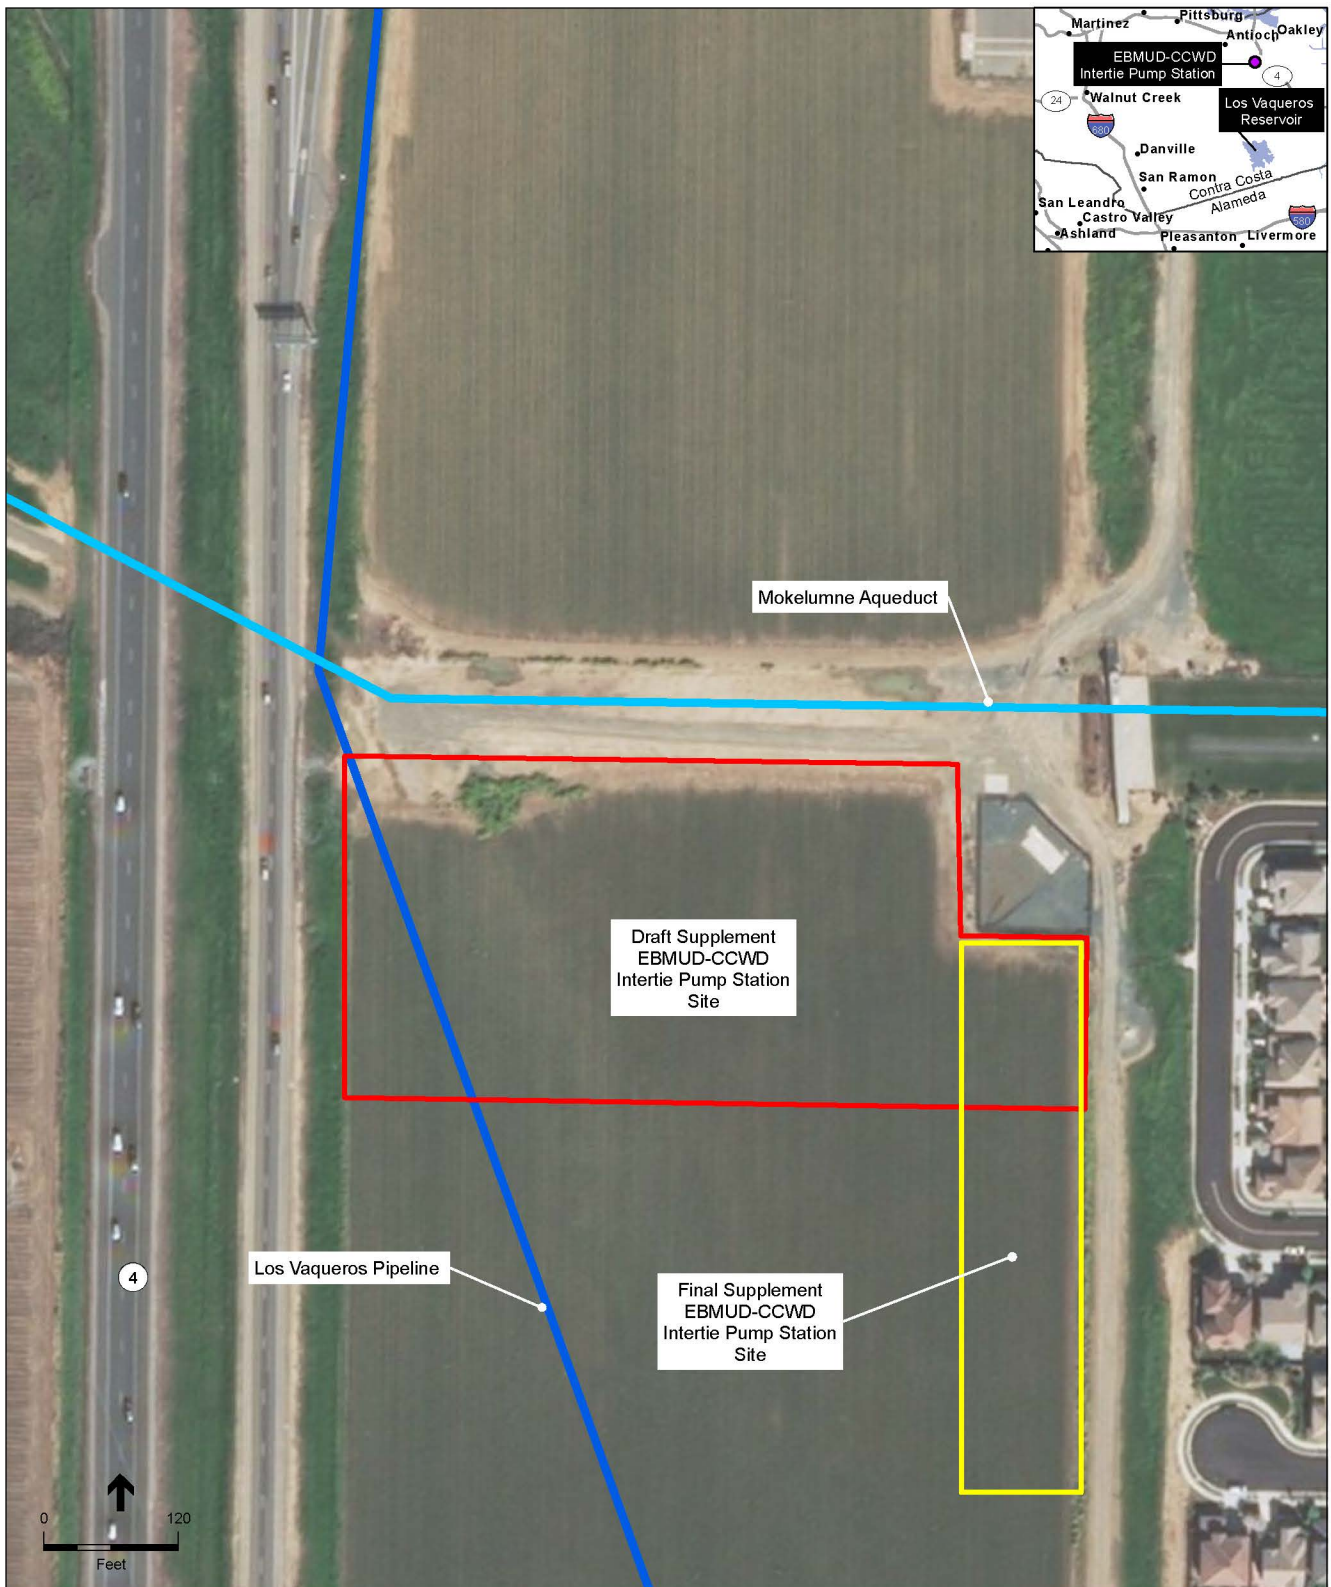 Martinez
Pittsburg
Antioch
Oakley
EBMUD-CCWD
Intertie Pump Station
4
24
Walnut Creek
Los Vaqueros
Reservoir
680
Danville
San Ramon
Contra Costa
Alameda
San Leandro
Castro Valley
580
Ashland
Pleasanton
Livermore
Mokelumne Aqueduct
Draft Supplement
EBMUD-CCWD
Intertie Pump Station
Site
Los Vaqueros Pipeline
4
Final Supplement
EBMUD-CCWD
Intertie Pump Station
Site
0
120
Feet